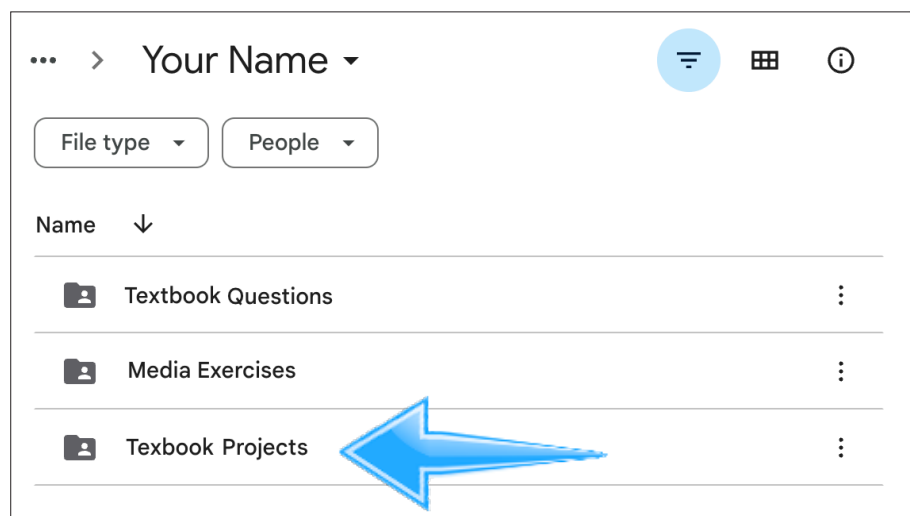 Your Name
File type People
Name
Textbook Questions
Media Exercises
Texbook Projects